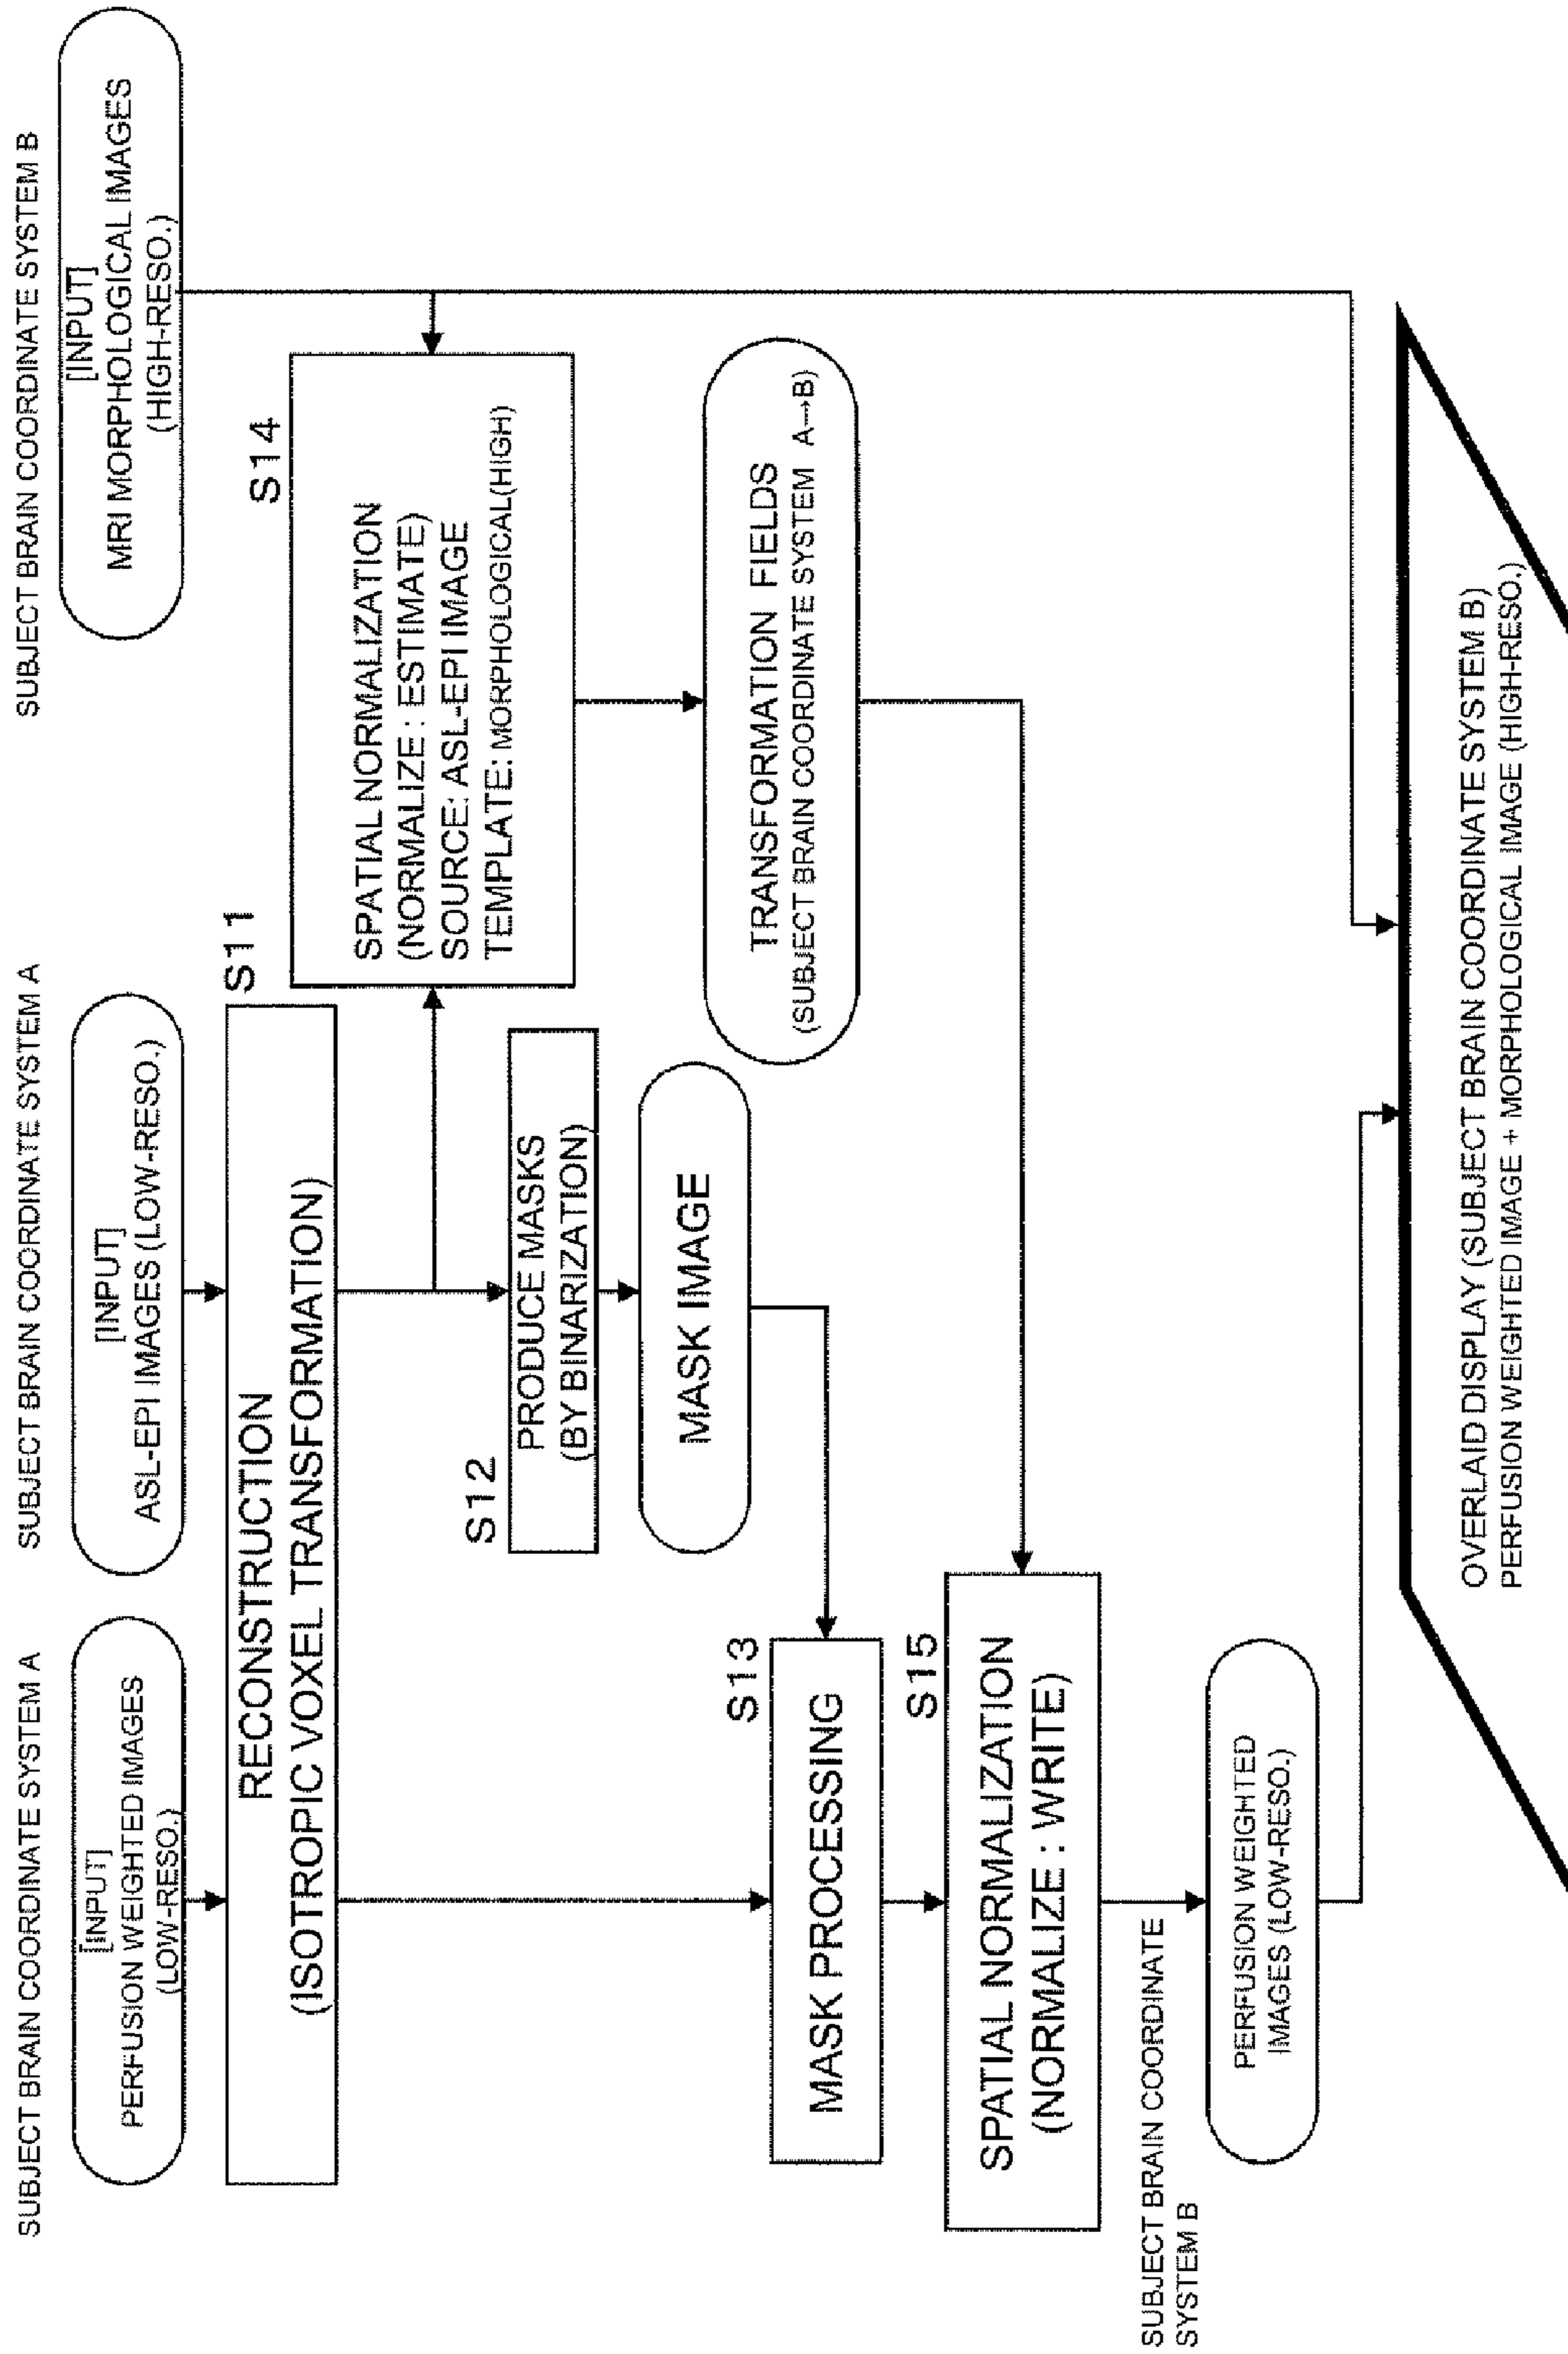 SUBJECT BRAIN COORDINATE SYSTEM A
[INPUT]
PERFUSION WEIGHTED IMAGES
(LOW-RESO.)
SUBJECT BRAIN COORDINATE SYSTEM A
[INPUT]
ASL-EPI IMAGES (LOW-RESO.)
SUBJECT BRAIN COORDINATE SYSTEM B
[INPUT]
MRI MORPHOLOGICAL IMAGES
(HIGH-RESO.)
S11
RECONSTRUCTION
(ISOTROPIC VOXEL TRANSFORMATION)
S14
SPATIAL NORMALIZATION
(NORMALIZE : ESTIMATE)
SOURCE: ASL-EPI IMAGE
TEMPLATE: MORPHOLOGICAL(HIGH)
S12
PRODUCE MASKS
(BY BINARIZATION)
MASK IMAGE
TRANSFORMATION FIELDS
(SUBJECT BRAIN COORDINATE SYSTEM A→B)
S13
MASK PROCESSING
S15
SPATIAL NORMALIZATION
(NORMALIZE : WRITE)
SUBJECT BRAIN COORDINATE
SYSTEM B
PERFUSION WEIGHTED
IMAGES (LOW-RESO.)
OVERLAID DISPLAY (SUBJECT BRAIN COORDINATE SYSTEM B)
PERFUSION WEIGHTED IMAGE + MORPHOLOGICAL IMAGE (HIGH-RESO.)